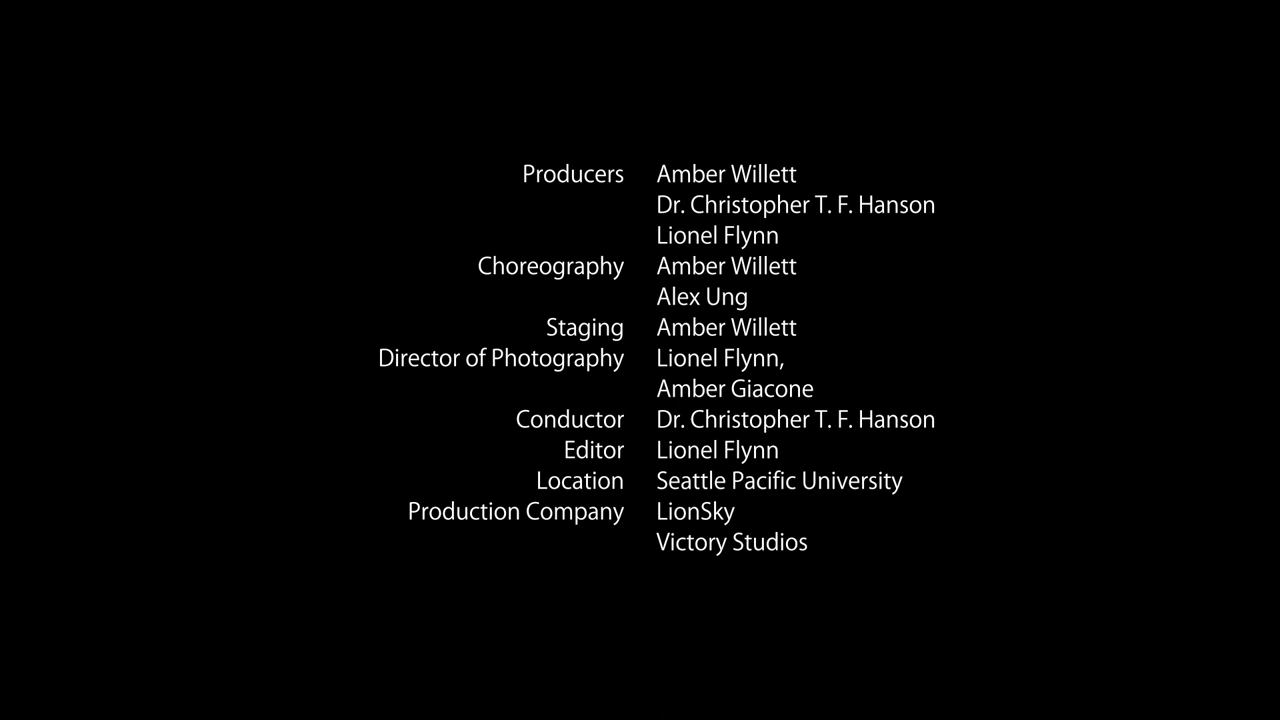 Producers Amber Willett
Dr. Christopher T. F. Hanson
Lionel Flynn
Choreography Amber Willett
Alex Ung
Staging Amber Willett
Director of Photography Lionel Flynn,
Amber Giacone
Conductor Dr. Christopher T. F. Hanson
Editor Lionel Flynn
Location Seattle Pacific University
Production Company LionSky
Victory Studios